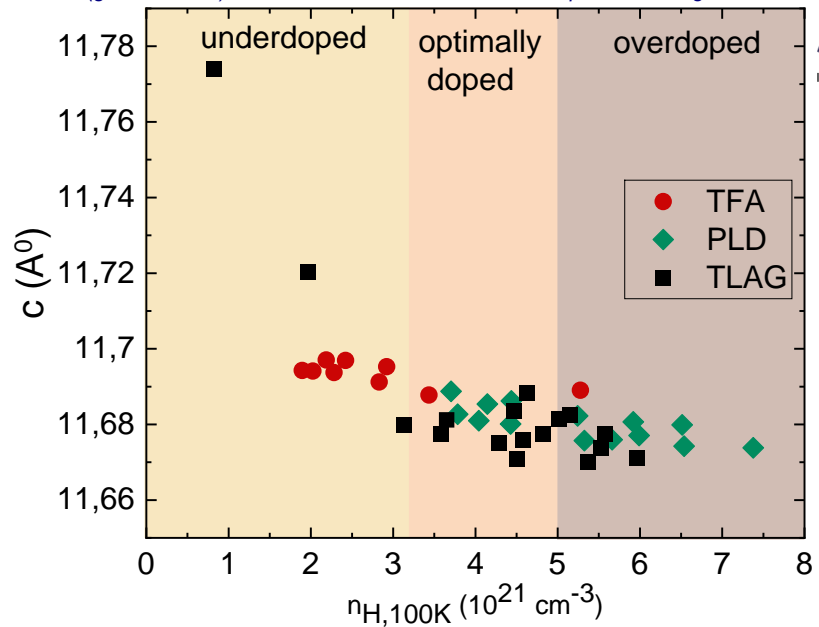 underdoped
optimally
doped
overdoped
11,78
11,76
11,74
11,72
11,7
11,68
11,66
c (A⁰)
TFA
PLD
TLAG
0 1 2 3 4 5 6 7 8
n_H,100K (10²¹ cm⁻³)